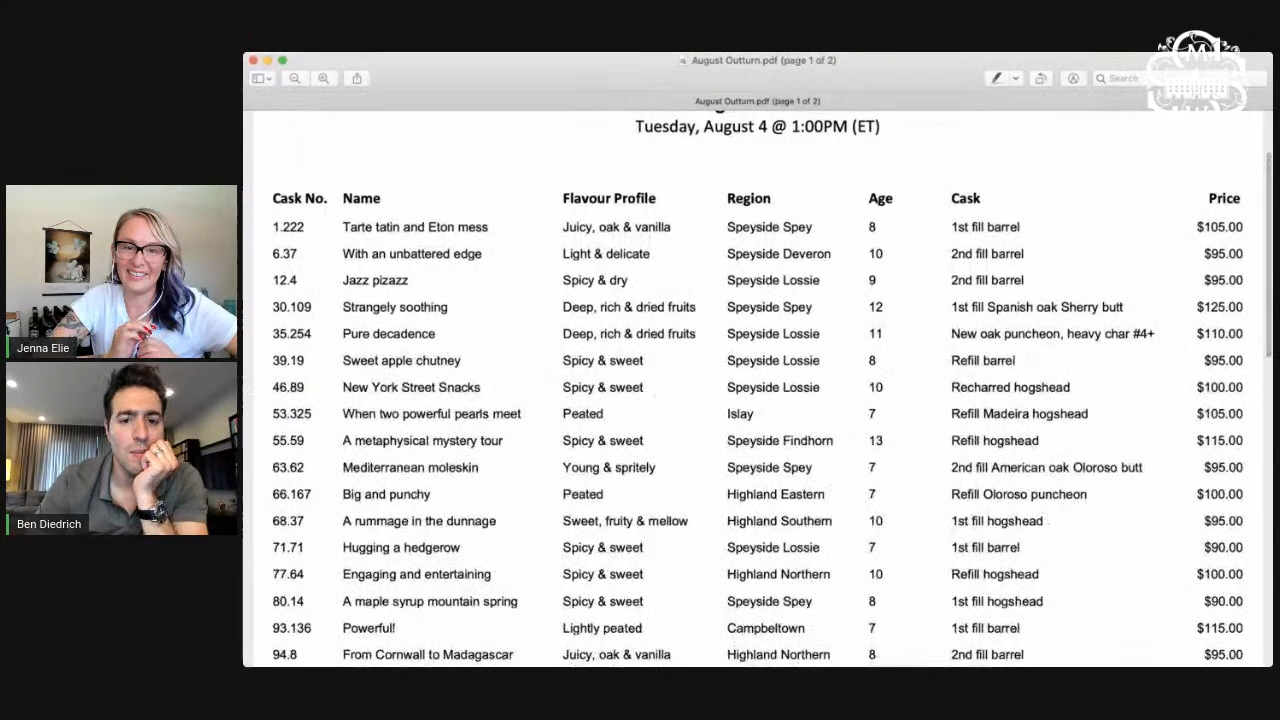 August Outturn.pdf (page 1 of 2)
Search
August Outturn.pdf (page 1 of 2)
Tuesday, August 4 @ 1:00PM (ET)
Cask No. Name Flavour Profile Region Age Cask Price
1.222 Tarte tatin and Eton mess Juicy, oak & vanilla Speyside Spey 8 1st fill barrel $105.00
6.37 With an unbattered edge Light & delicate Speyside Deveron 10 2nd fill barrel $95.00
12.4 Jazz pizazz Spicy & dry Speyside Lossie 9 2nd fill barrel $95.00
30.109 Strangely soothing Deep, rich & dried fruits Speyside Spey 12 1st fill Spanish oak Sherry butt $125.00
35.254 Pure decadence Deep, rich & dried fruits Speyside Lossie 11 New oak puncheon, heavy char #4+ $110.00
39.19 Sweet apple chutney Spicy & sweet Speyside Lossie 8 Refill barrel $95.00
46.89 New York Street Snacks Spicy & sweet Speyside Lossie 10 Recharred hogshead $100.00
53.325 When two powerful pearls meet Peated Islay 7 Refill Madeira hogshead $105.00
55.59 A metaphysical mystery tour Spicy & sweet Speyside Findhorn 13 Refill hogshead $115.00
63.62 Mediterranean moleskin Young & spritely Speyside Spey 7 2nd fill American oak Oloroso butt $95.00
66.167 Big and punchy Peated Highland Eastern 7 Refill Oloroso puncheon $100.00
68.37 A rummage in the dunnage Sweet, fruity & mellow Highland Southern 10 1st fill hogshead $95.00
71.71 Hugging a hedgerow Spicy & sweet Speyside Lossie 7 1st fill barrel $90.00
77.64 Engaging and entertaining Spicy & sweet Highland Northern 10 Refill hogshead $100.00
80.14 A maple syrup mountain spring Spicy & sweet Speyside Spey 8 1st fill hogshead $90.00
93.136 Powerful! Lightly peated Campbeltown 7 1st fill barrel $115.00
94.8 From Cornwall to Madagascar Juicy, oak & vanilla Highland Northern 8 2nd fill barrel $95.00
Jenna Elie
Ben Diedrich
M